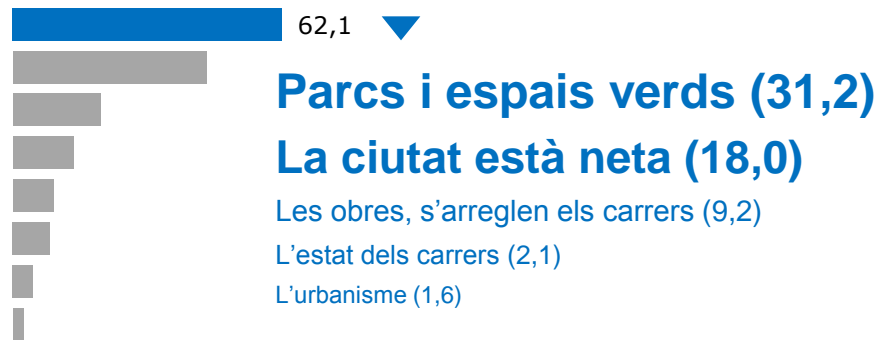 62,1
Parcs i espais verds (31,2)
La ciutat està neta (18,0)
Les obres, s’arreglen els carrers (9,2)
L’estat dels carrers (2,1)
L’urbanisme (1,6)